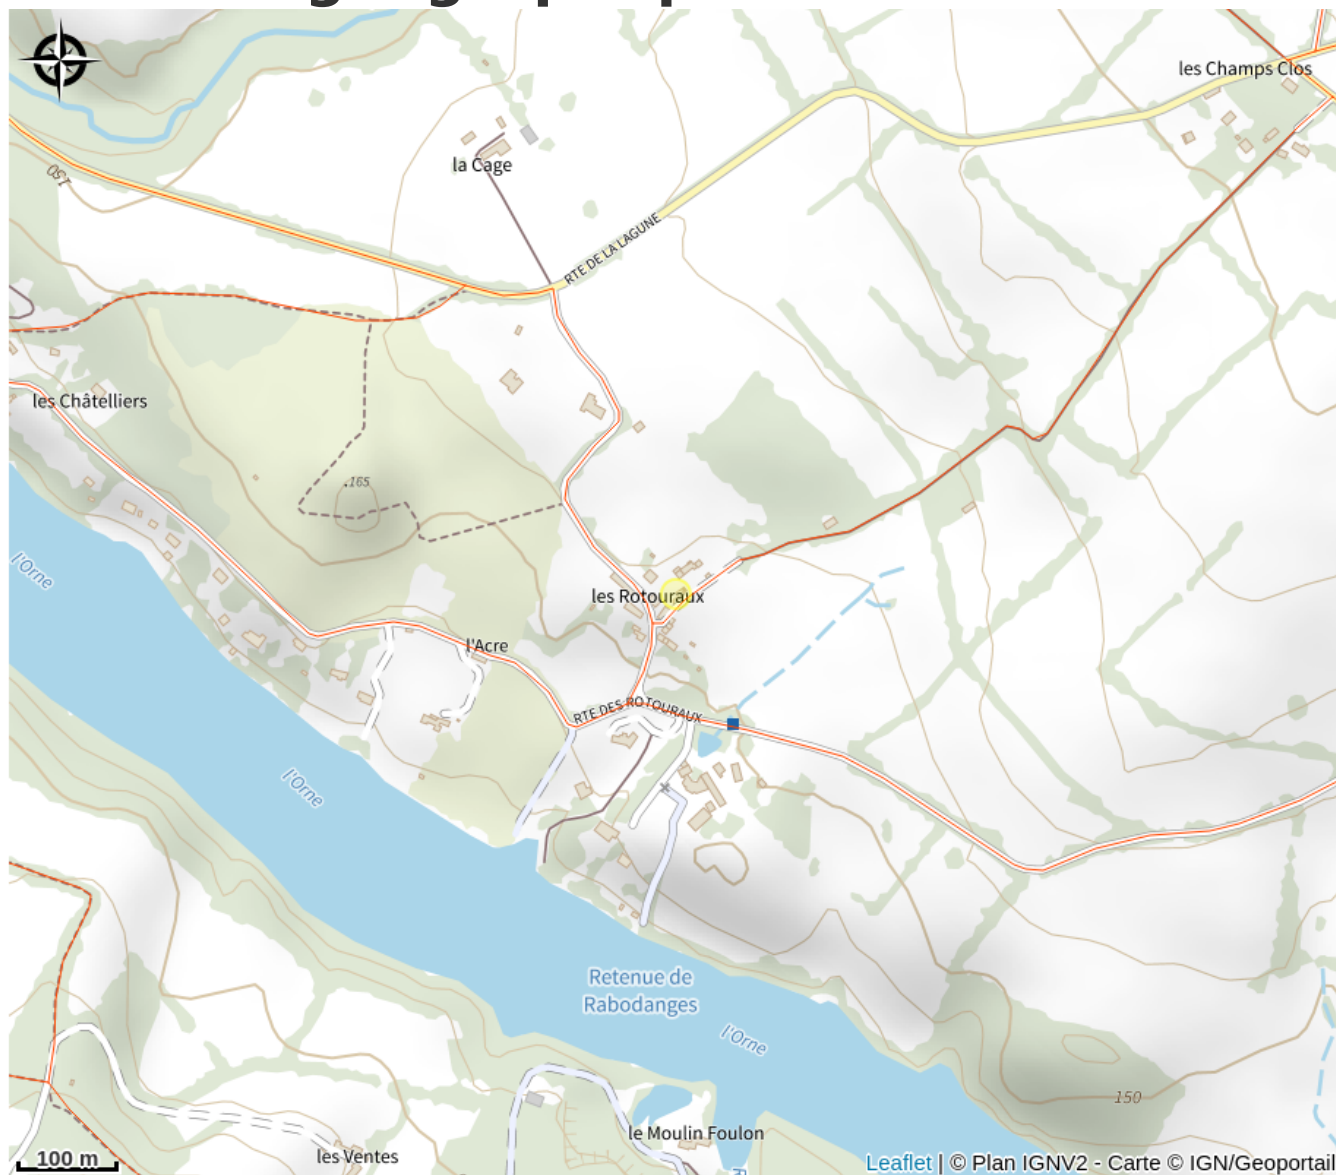 les Champs Clos
la Cage
150
RTE DE LA LAGUNE
les Châtelliers
165
l'Orne
les Rotouraux
l'Acre
RTE DES ROTOURAUX
l'Orne
Retenue de
Rabodanges
l'Orne
150
le Moulin Foulon
les Ventes
100 m
Leaflet | © Plan IGNV2 - Carte © IGN/Geoportail